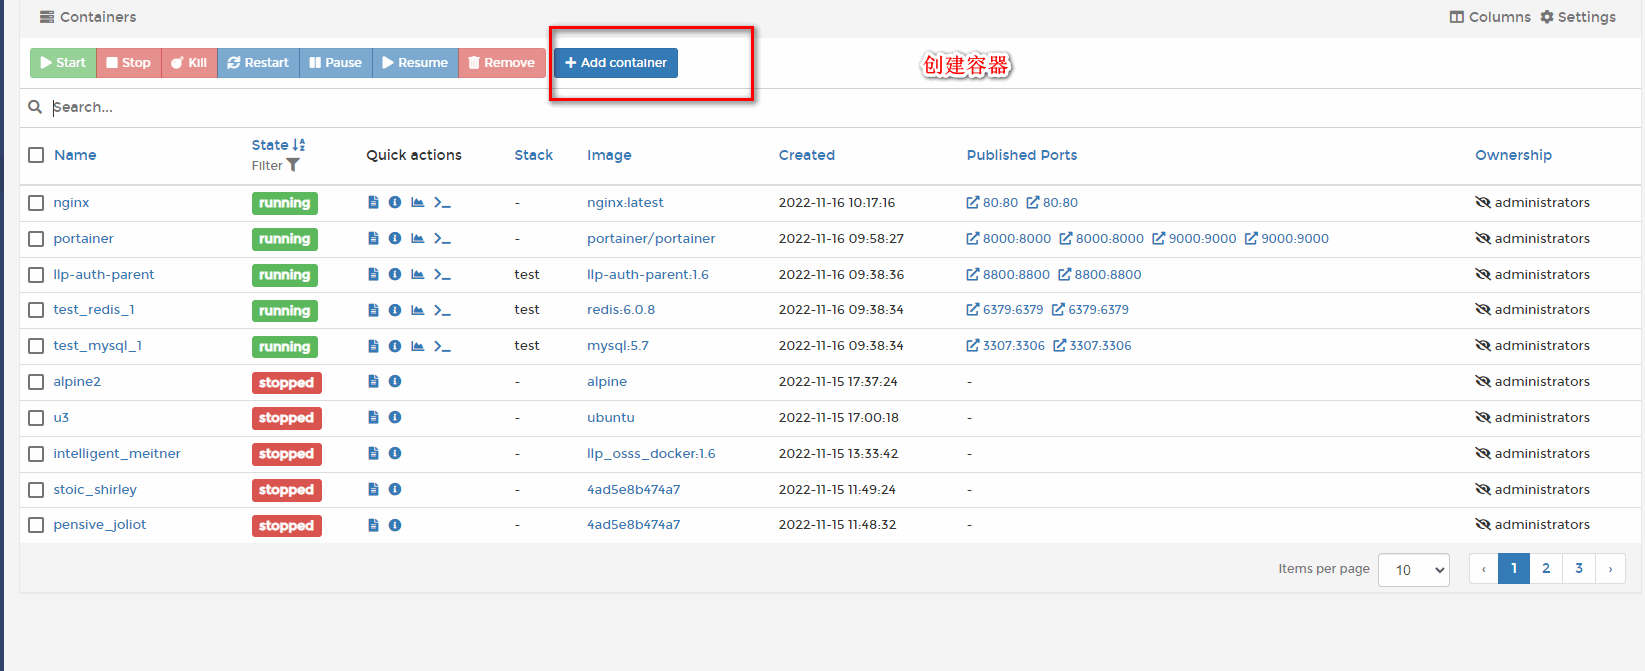 Containers Columns Settings
Start Stop Kill Restart Pause Resume Remove + Add container 创建容器
Search...
Name State Filter Quick actions Stack Image Created Published Ports Ownership
nginx running - nginx:latest 2022-11-16 10:17:16 80:80 80:80 administrators
portainer running - portainer/portainer 2022-11-16 09:58:27 8000:8000 8000:8000 9000:9000 9000:9000 administrators
llp-auth-parent running test llp-auth-parent:1.6 2022-11-16 09:38:36 8800:8800 8800:8800 administrators
test_redis_1 running test redis:6.0.8 2022-11-16 09:38:34 6379:6379 6379:6379 administrators
test_mysql_1 running test mysql:5.7 2022-11-16 09:38:34 3307:3306 3307:3306 administrators
alpine2 stopped - alpine 2022-11-15 17:37:24 - administrators
u3 stopped - ubuntu 2022-11-15 17:00:18 - administrators
intelligent_meitner stopped - llp_osss_docker:1.6 2022-11-15 13:33:42 - administrators
stoic_shirley stopped - 4ad5e8b474a7 2022-11-15 11:49:24 - administrators
pensive_joliot stopped - 4ad5e8b474a7 2022-11-15 11:48:32 - administrators
Items per page 10 ‹ 1 2 3 ›